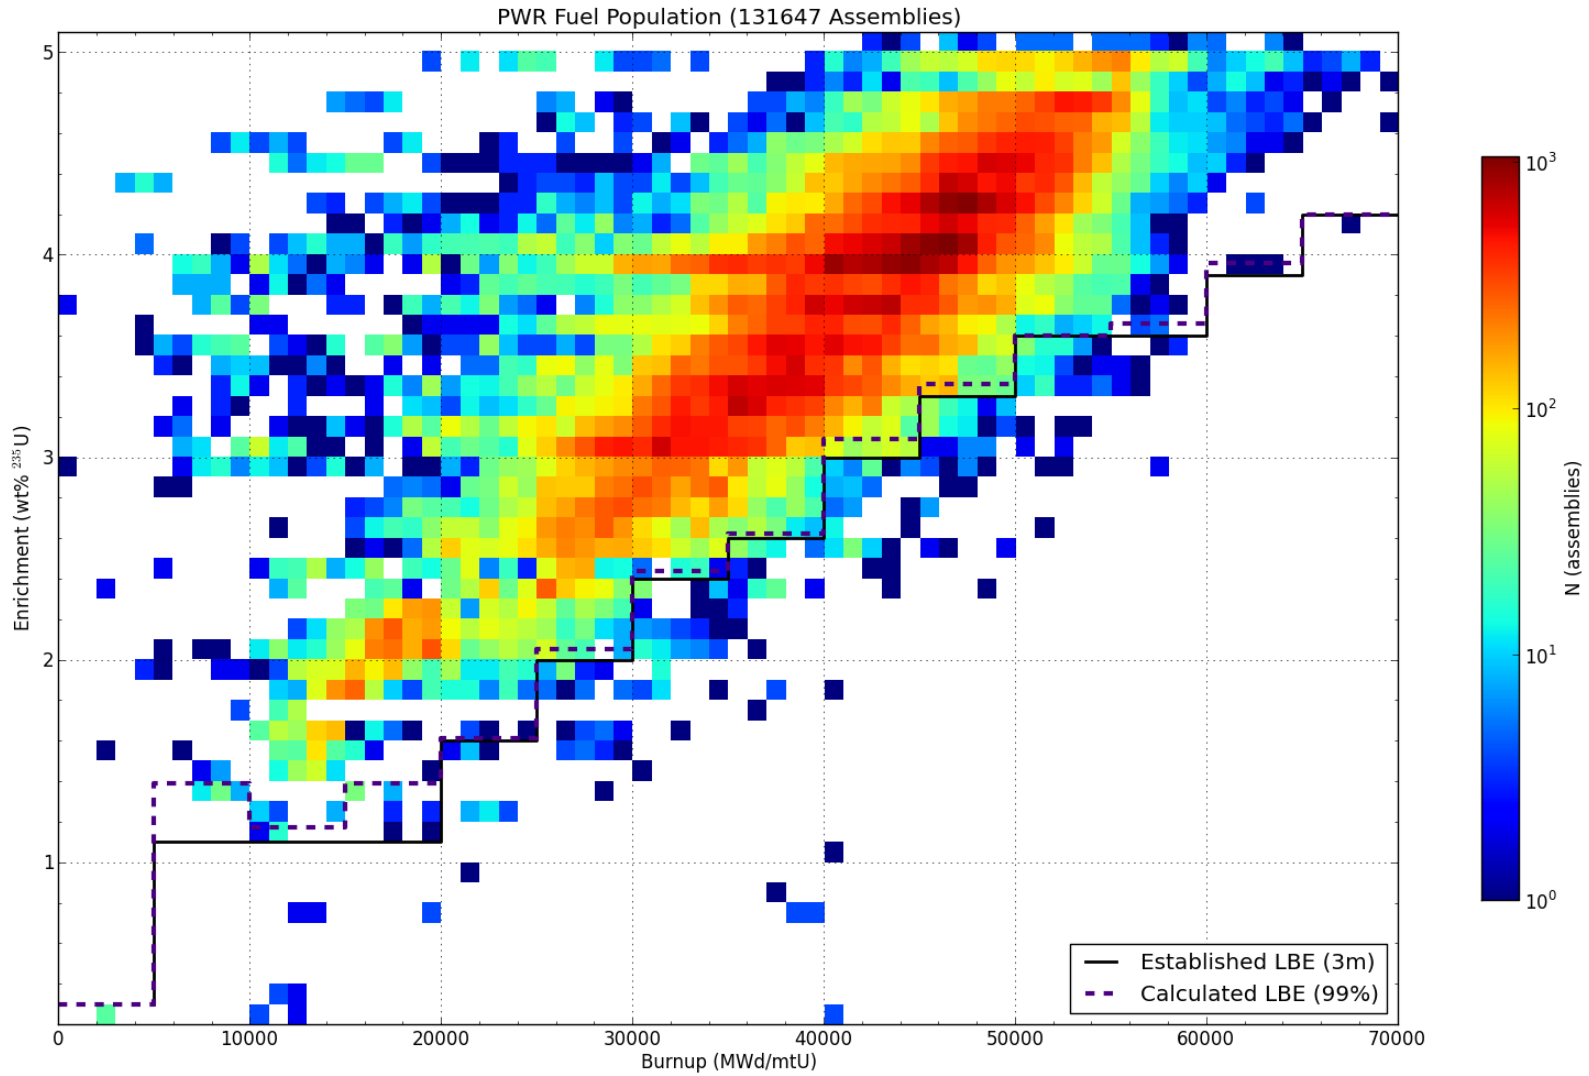 PWR Fuel Population (131647 Assemblies)
5
4
3
2
1
Enrichment (wt% ²³⁵U)
0
10000
20000
30000
40000
50000
60000
70000
Burnup (MWd/mtU)
Established LBE (3m)
Calculated LBE (99%)
10³
10²
10¹
10⁰
N (assemblies)